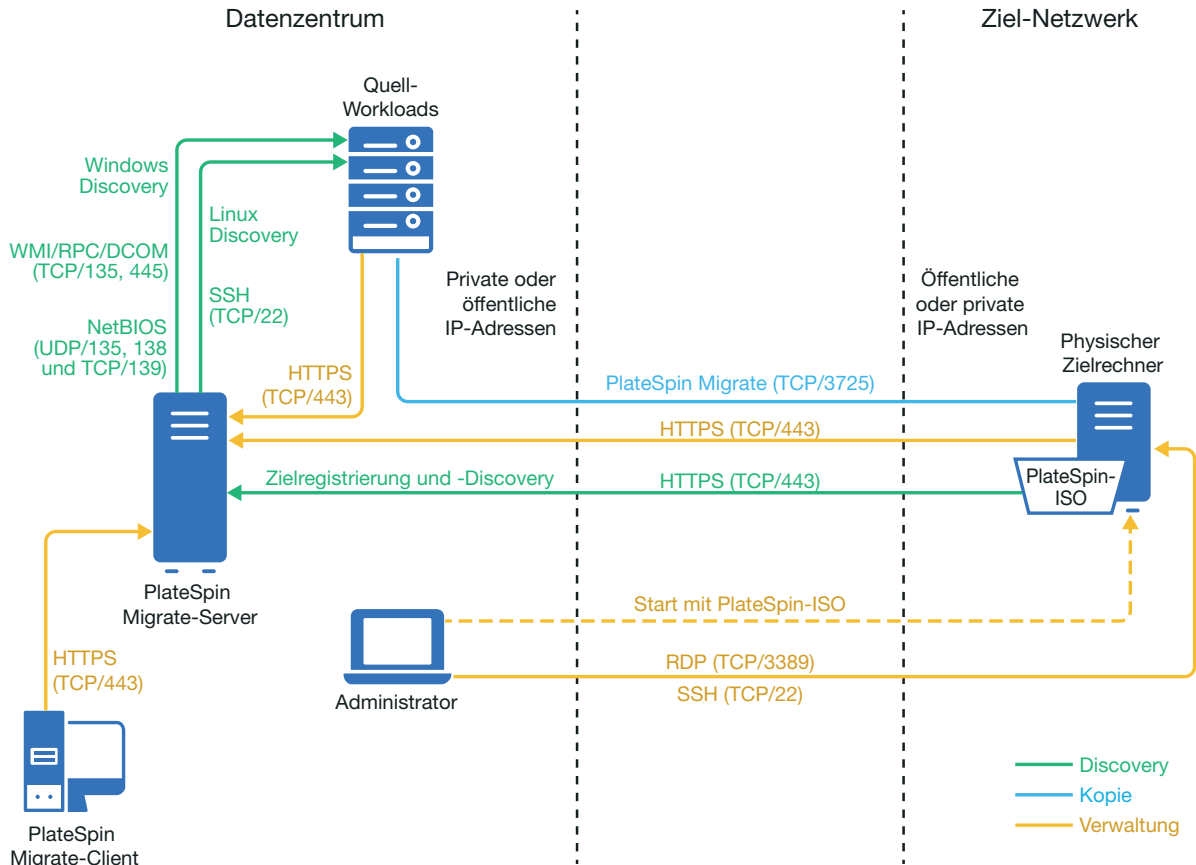 Datenzentrum
Ziel-Netzwerk
Quell-
Workloads
Windows
Discovery
Linux
Discovery
WMI/RPC/DCOM
(TCP/135, 445)
SSH
(TCP/22)
NetBIOS
(UDP/135, 138
und TCP/139)
HTTPS
(TCP/443)
Private oder
öffentliche
IP-Adressen
Öffentliche
oder private
IP-Adressen
Physischer
Zielrechner
PlateSpin Migrate (TCP/3725)
HTTPS (TCP/443)
Zielregistrierung und -Discovery
HTTPS (TCP/443)
PlateSpin-
ISO
PlateSpin
Migrate-Server
Start mit PlateSpin-ISO
RDP (TCP/3389)
SSH (TCP/22)
Administrator
HTTPS
(TCP/443)
PlateSpin
Migrate-Client
Discovery
Kopie
Verwaltung